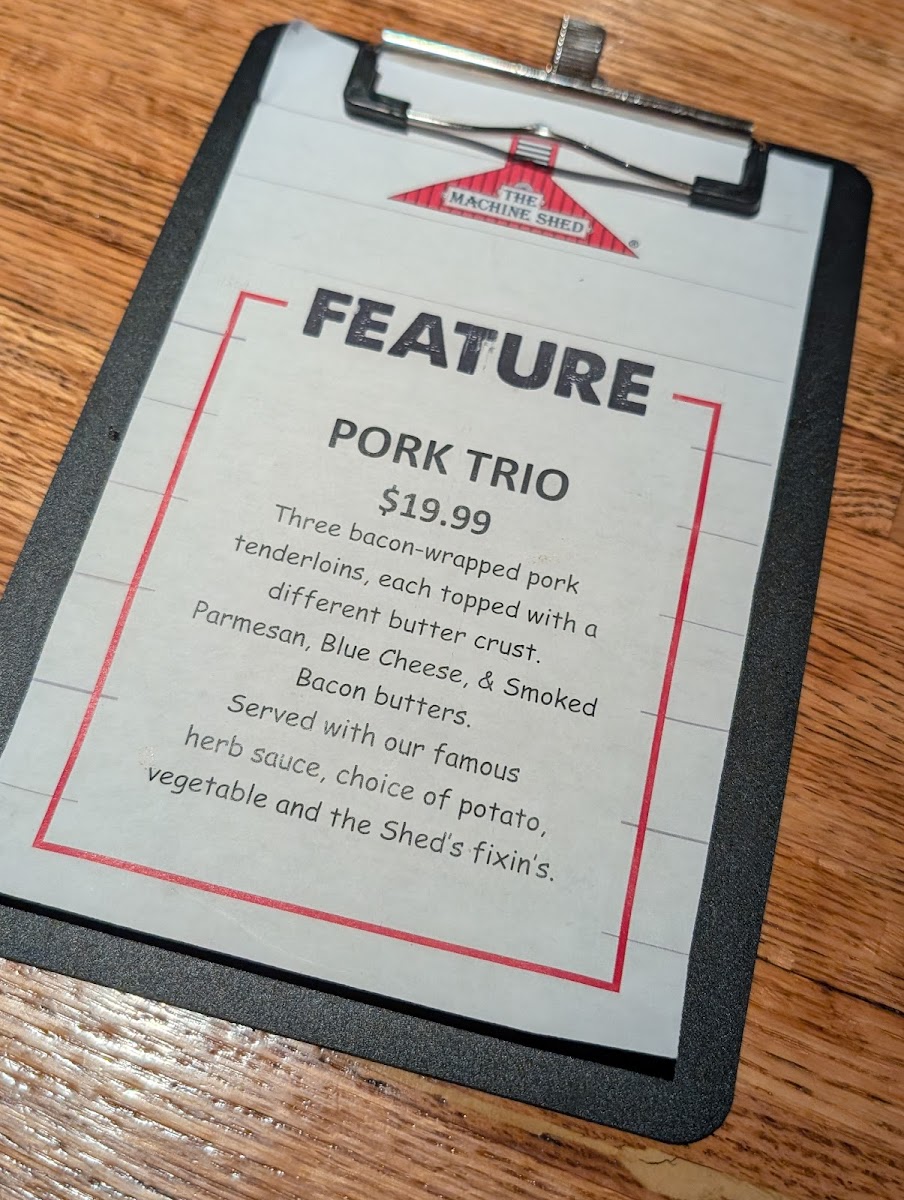 THE
MACHINE SHED
®
FEATURE
PORK TRIO
$19.99
Three bacon-wrapped pork
tenderloins, each topped with a
different butter crust.
Parmesan, Blue Cheese, & Smoked
Bacon butters.
Served with our famous
herb sauce, choice of potato,
vegetable and the Shed's fixin's.